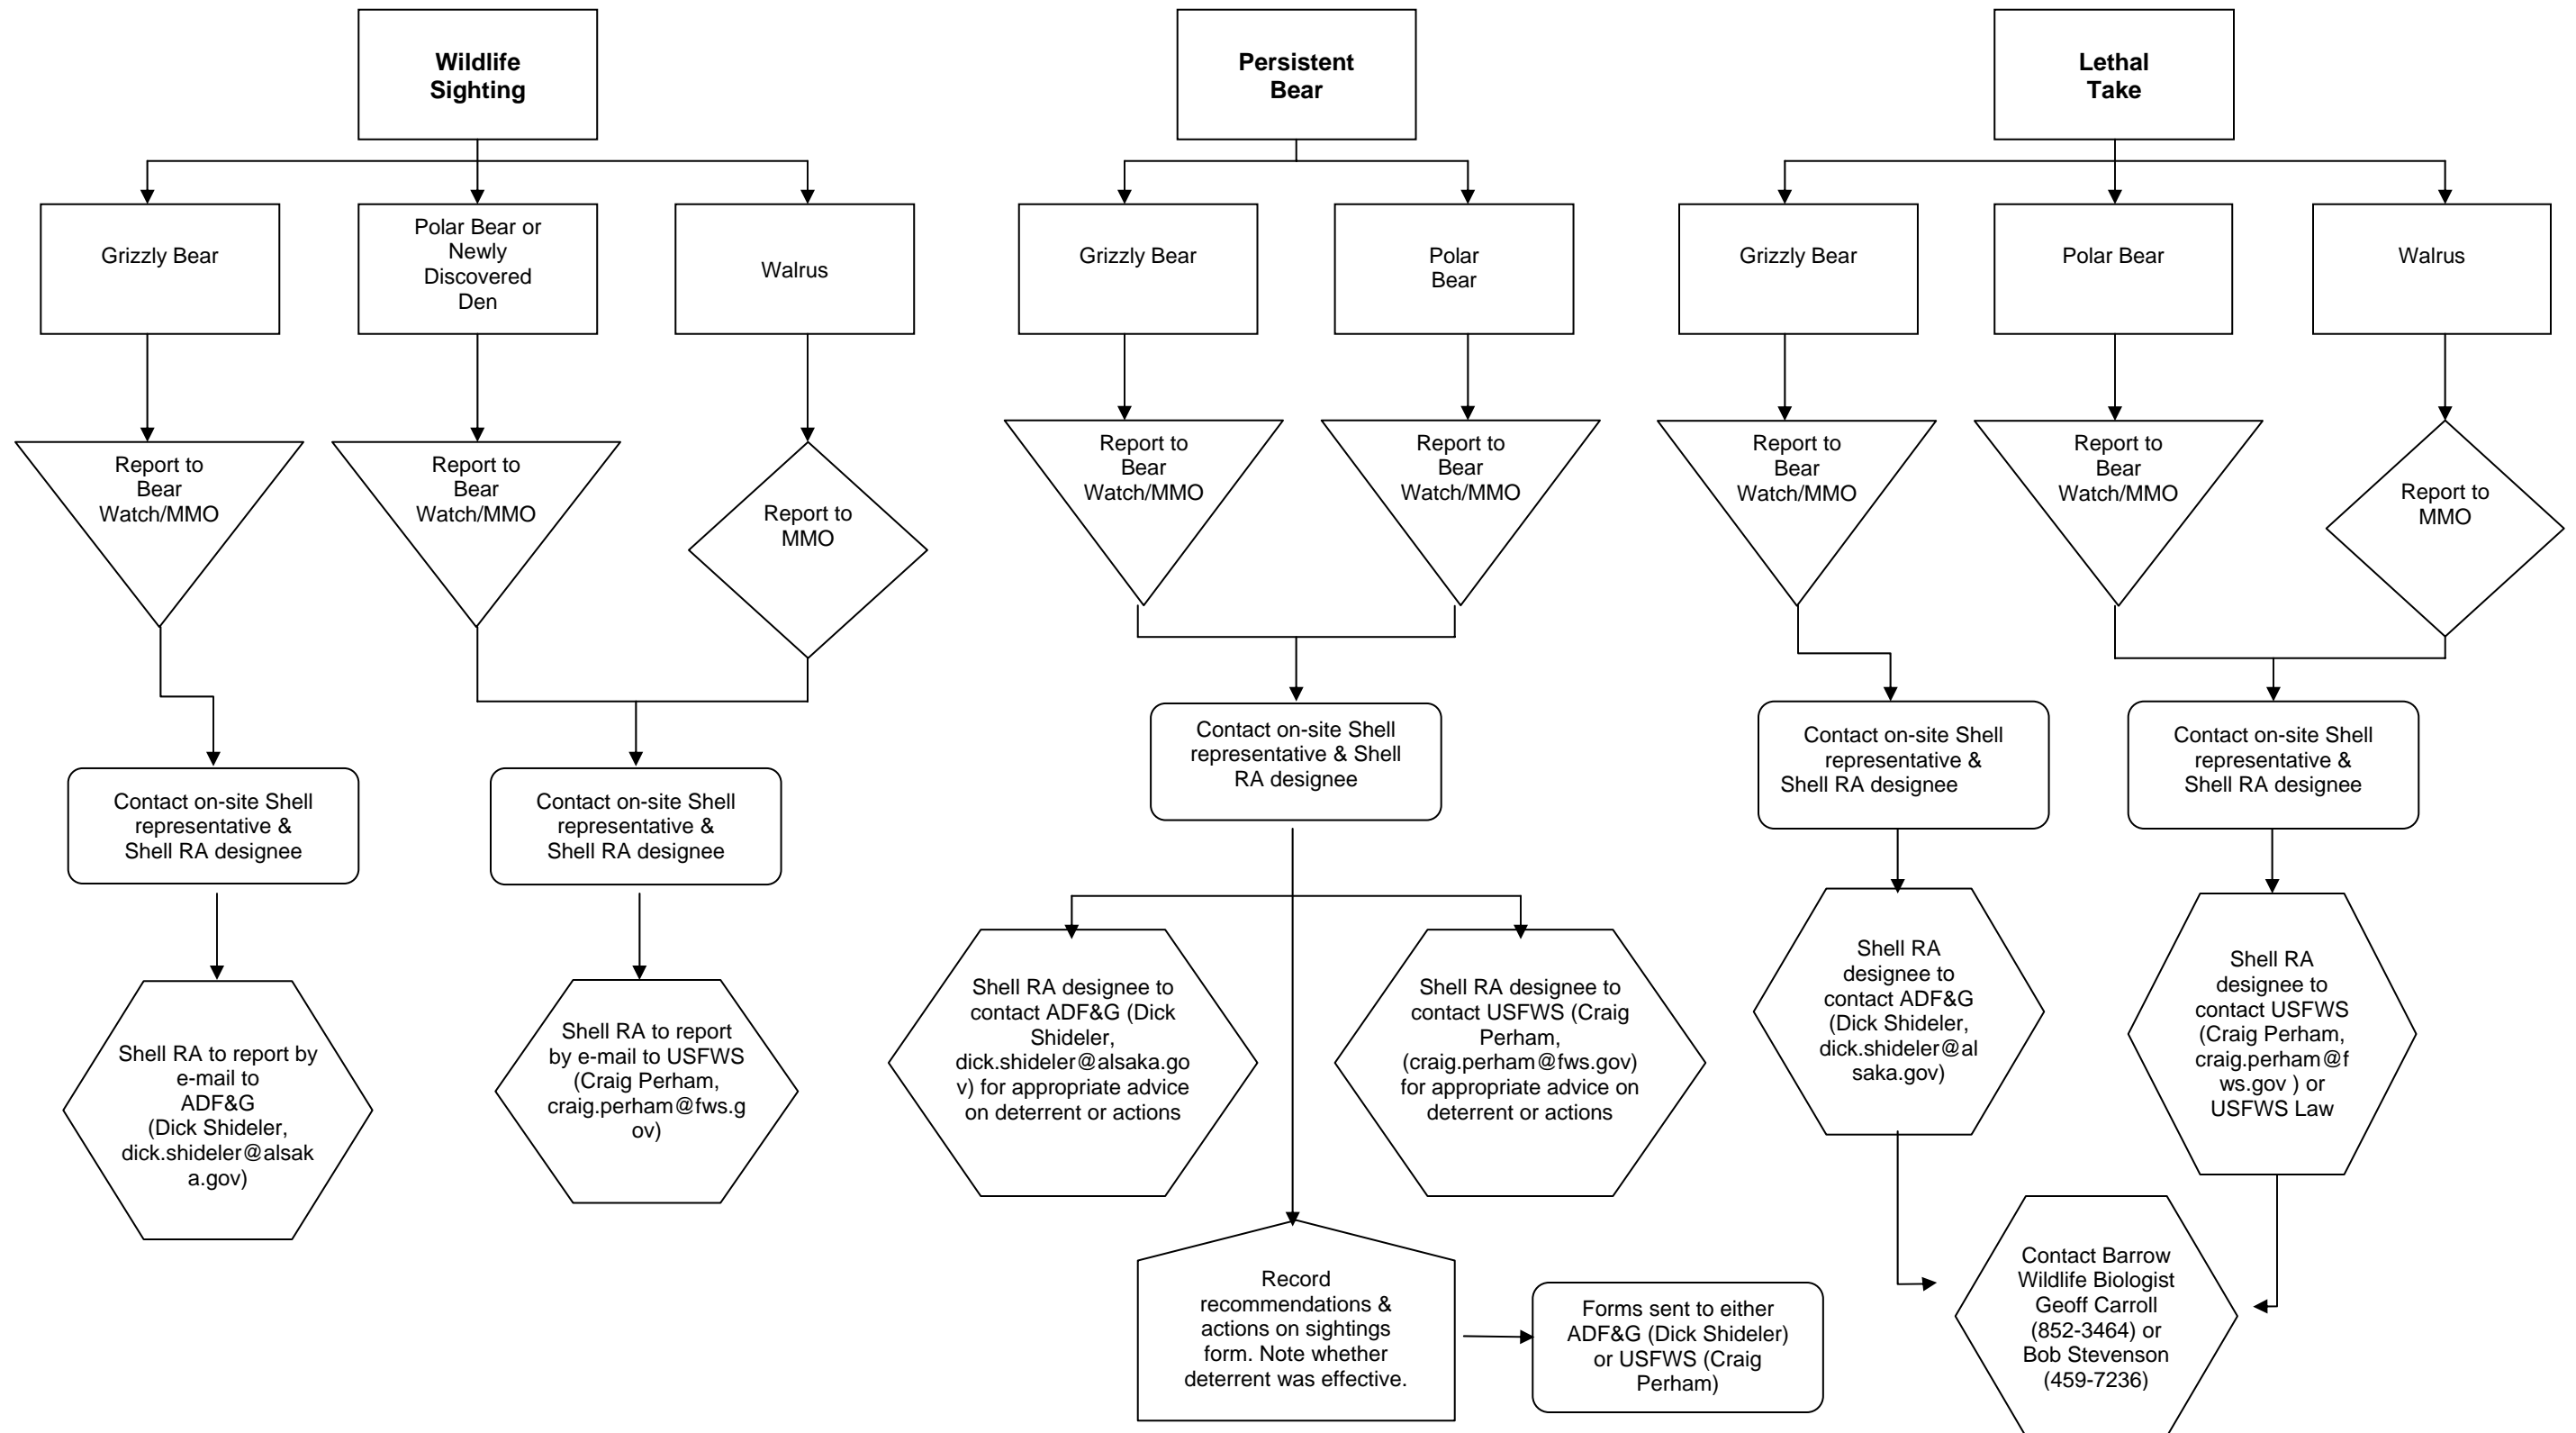 Wildlife
Sighting
Persistent
Bear
Lethal
Take
Grizzly Bear
Polar Bear or
Newly
Discovered
Den
Walrus
Grizzly Bear
Polar
Bear
Grizzly Bear
Polar Bear
Walrus
Report to
Bear
Watch/MMO
Report to
Bear
Watch/MMO
Report to
MMO
Report to
Bear
Watch/MMO
Report to
Bear
Watch/MMO
Report to
Bear
Watch/MMO
Report to
Bear
Watch/MMO
Report to
MMO
Contact on-site Shell
representative &
Shell RA designee
Contact on-site Shell
representative &
Shell RA designee
Contact on-site Shell
representative & Shell
RA designee
Contact on-site Shell
representative &
Shell RA designee
Contact on-site Shell
representative &
Shell RA designee
Shell RA to report by
e-mail to
ADF&G
(Dick Shideler,
dick.shideler@alsak
a.gov)
Shell RA to report
by e-mail to USFWS
(Craig Perham,
craig.perham@fws.g
ov)
Shell RA designee to
contact ADF&G (Dick
Shideler,
dick.shideler@alsaka.go
v) for appropriate advice
on deterrent or actions
Shell RA designee to
contact USFWS (Craig
Perham,
(craig.perham@fws.gov)
for appropriate advice on
deterrent or actions
Shell RA
designee to
contact ADF&G
(Dick Shideler,
dick.shideler@al
saka.gov)
Shell RA
designee to
contact USFWS
(Craig Perham,
craig.perham@f
ws.gov ) or
USFWS Law
Record
recommendations &
actions on sightings
form. Note whether
deterrent was effective.
Forms sent to either
ADF&G (Dick Shideler)
or USFWS (Craig
Perham)
Contact Barrow
Wildlife Biologist
Geoff Carroll
(852-3464) or
Bob Stevenson
(459-7236)